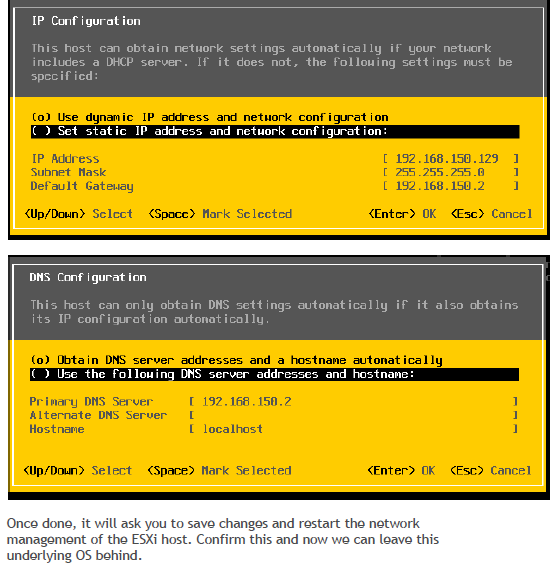 IP Configuration
This host can obtain network settings automatically if your network
includes a DHCP server. If it does not, the following settings must be
specified:
(o) Use dynamic IP address and network configuration
( ) Set static IP address and network configuration:
IP Address [ 192.168.150.129 ]
Subnet Mask [ 255.255.255.0 ]
Default Gateway [ 192.168.150.2 ]
<Up/Down> Select <Space> Mark Selected <Enter> OK <Esc> Cancel
DNS Configuration
This host can only obtain DNS settings automatically if it also obtains
its IP configuration automatically.
(o) Obtain DNS server addresses and a hostname automatically
( ) Use the following DNS server addresses and hostname:
Primary DNS Server [ 192.168.150.2 ]
Alternate DNS Server [ ]
Hostname [ localhost ]
<Up/Down> Select <Space> Mark Selected <Enter> OK <Esc> Cancel
Once done, it will ask you to save changes and restart the network
management of the ESXi host. Confirm this and now we can leave this
underlying OS behind.